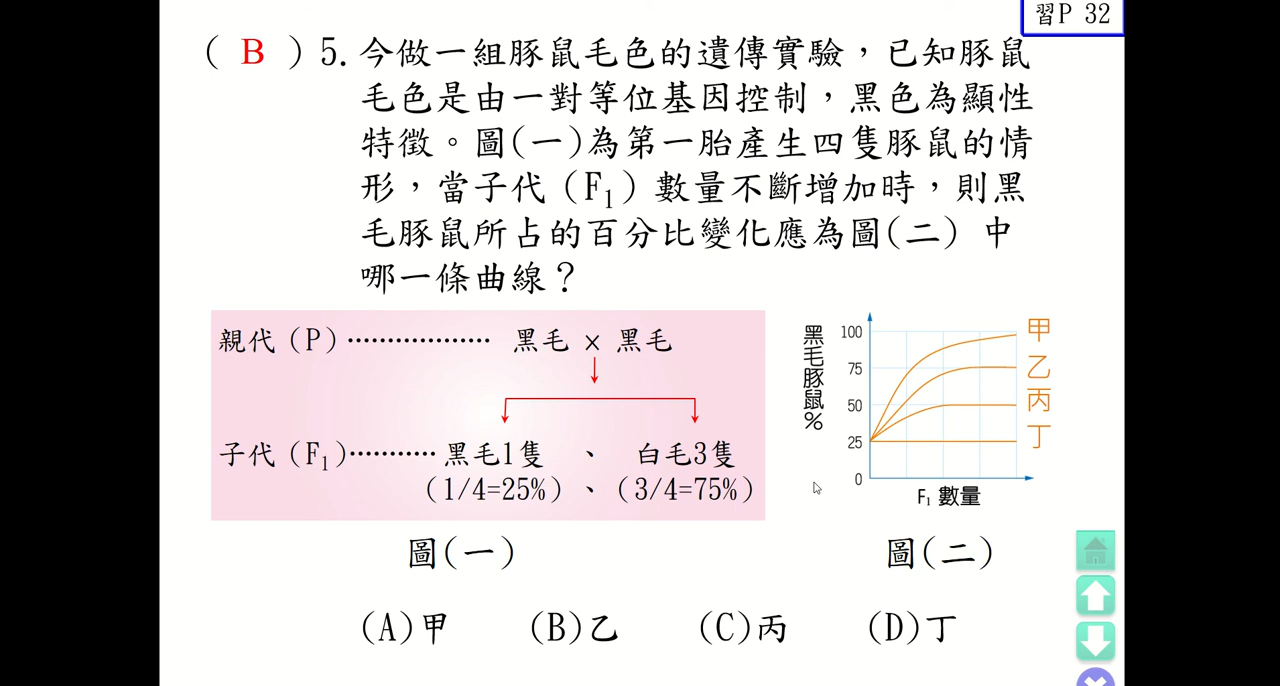 習P 32
( B ) 5. 今做一組豚鼠毛色的遺傳實驗，已知豚鼠
毛色是由一對等位基因控制，黑色為顯性
特徵。圖(一)為第一胎產生四隻豚鼠的情
形，當子代（F₁）數量不斷增加時，則黑
毛豚鼠所占的百分比變化應為圖(二) 中
哪一條曲線？
親代（P）⋯⋯⋯⋯⋯⋯ 黑毛 × 黑毛
子代（F₁)⋯⋯⋯⋯ 黑毛1隻 、 白毛3隻
(1/4=25%) 、 (3/4=75%)
圖(一)
黑毛豚鼠%
100
75
50
25
0
甲
乙
丙
丁
F₁ 數量
圖(二)
(A)甲 (B)乙 (C)丙 (D)丁